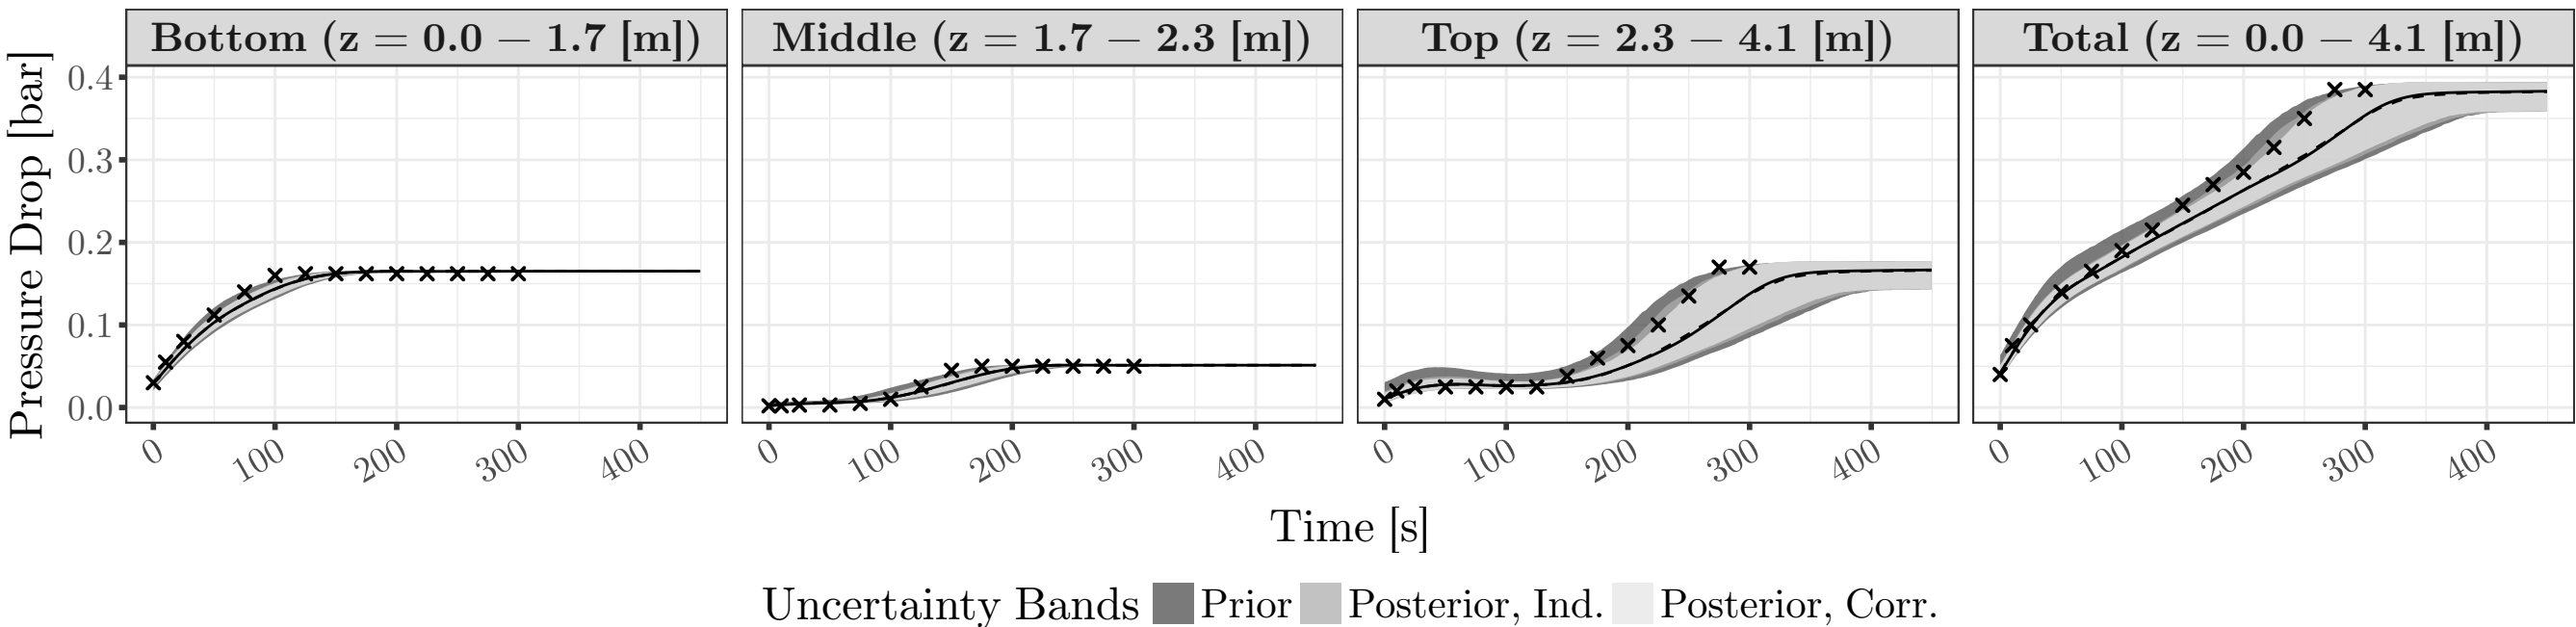 Bottom (z = 0.0 − 1.7 [m])
Middle (z = 1.7 − 2.3 [m])
Top (z = 2.3 − 4.1 [m])
Total (z = 0.0 − 4.1 [m])
Pressure Drop [bar]
0.4
0.3
0.2
0.1
0.0
0 100 200 300 400
0 100 200 300 400
0 100 200 300 400
0 100 200 300 400
Time [s]
Uncertainty Bands Prior Posterior, Ind. Posterior, Corr.